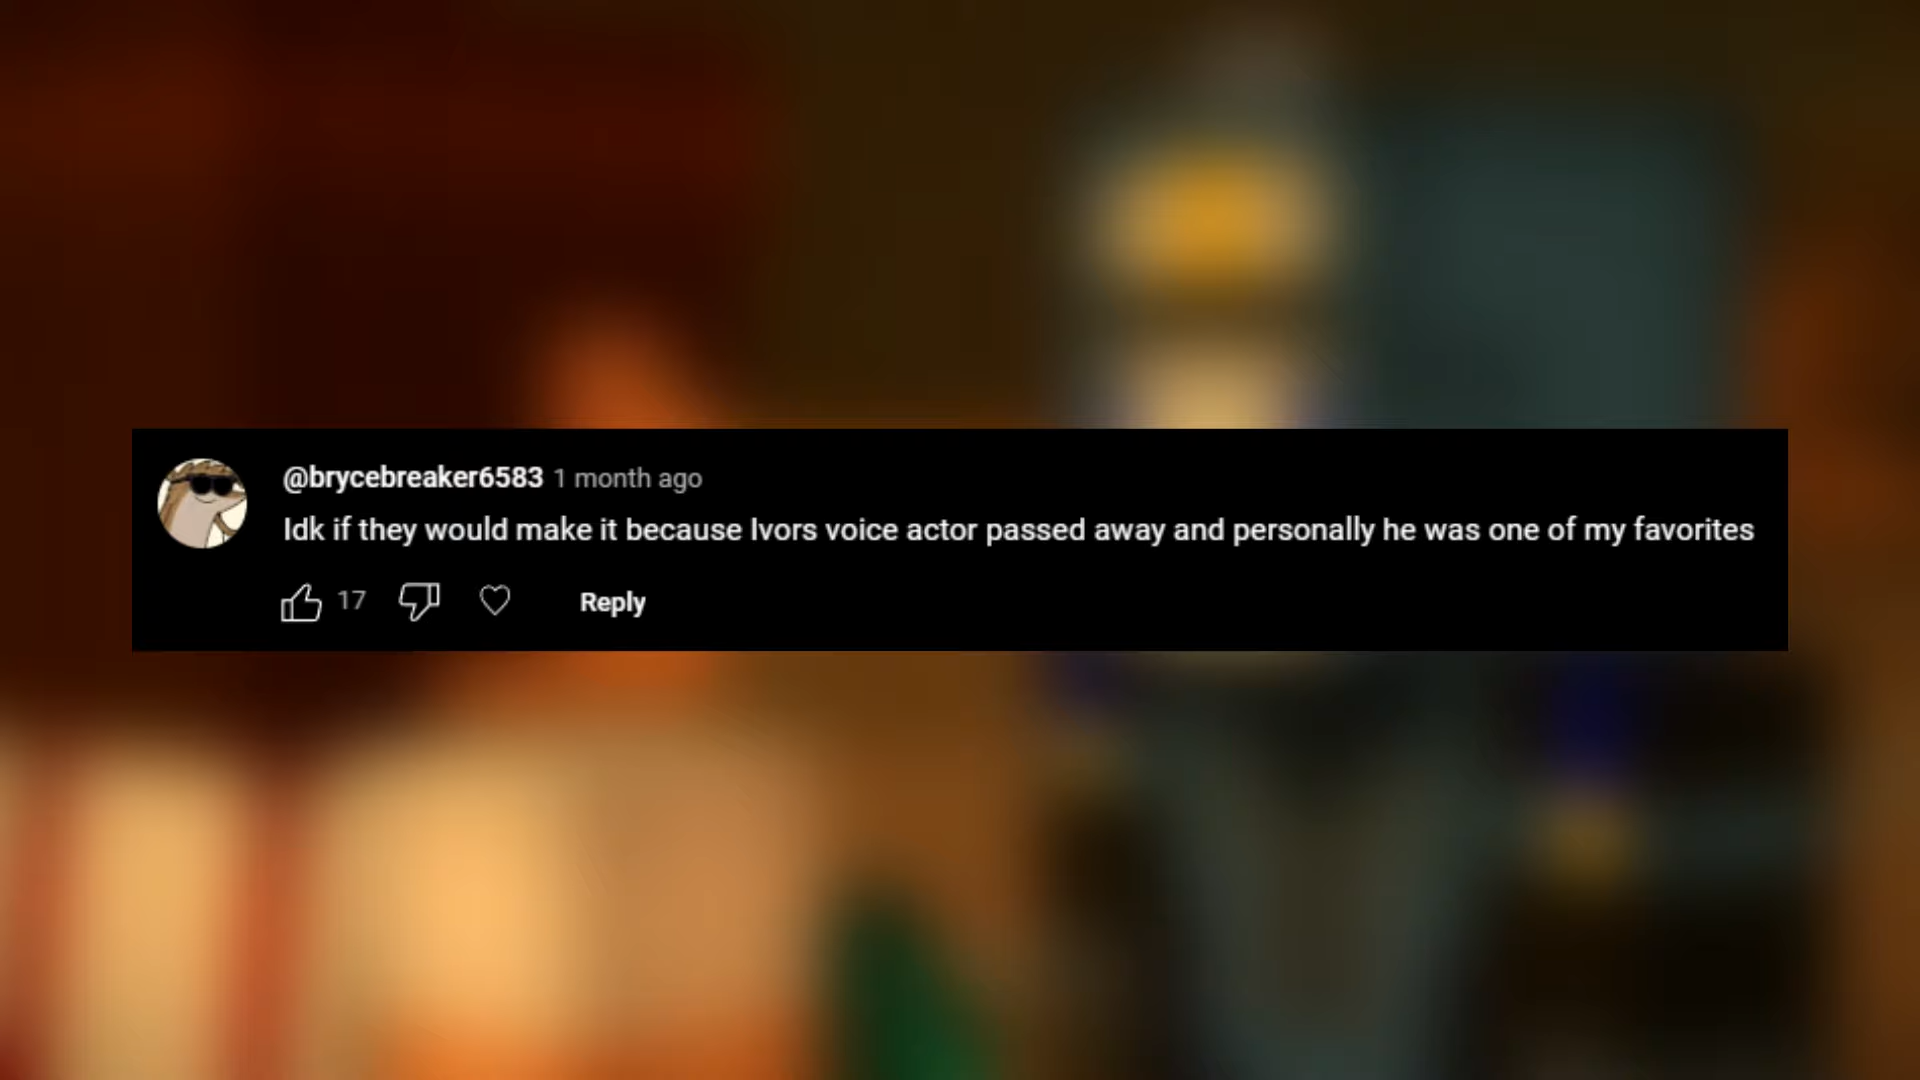 @brycebreaker6583 1 month ago
Idk if they would make it because Ivors voice actor passed away and personally he was one of my favorites
17 Reply